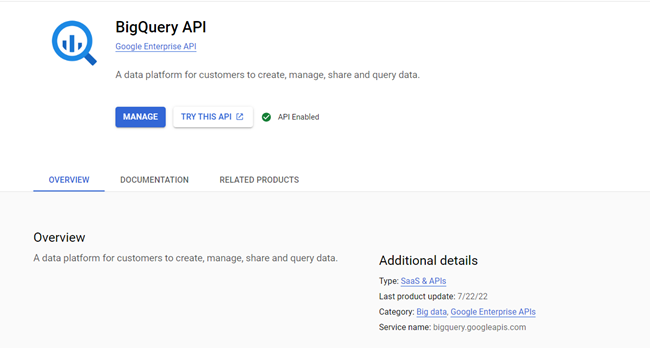 BigQuery API
Google Enterprise API
A data platform for customers to create, manage, share and query data.
MANAGE
TRY THIS API
API Enabled
OVERVIEW
DOCUMENTATION
RELATED PRODUCTS
Overview
A data platform for customers to create, manage, share and query data.
Additional details
Type: SaaS & APIs
Last product update: 7/22/22
Category: Big data, Google Enterprise APIs
Service name: bigquery.googleapis.com